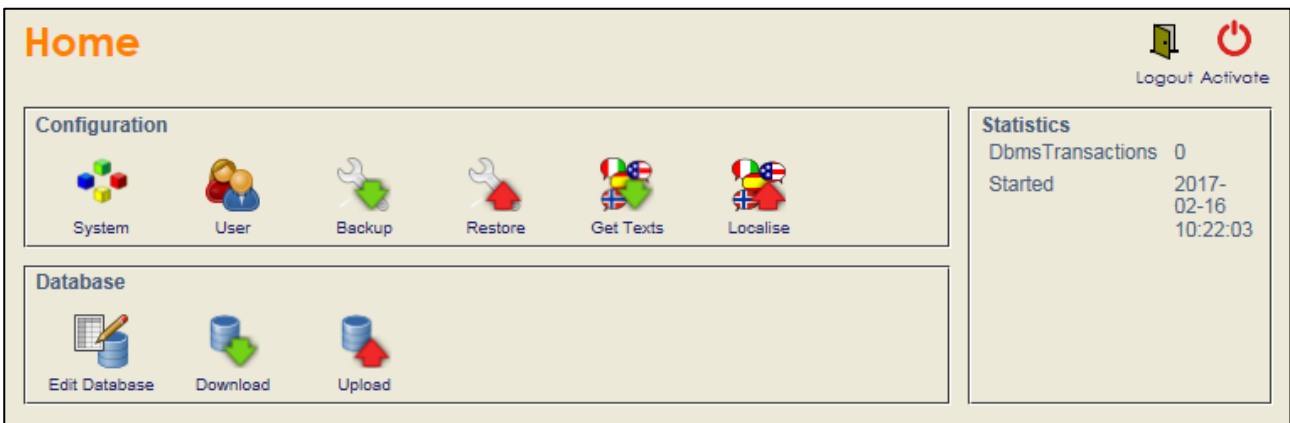 Home
Logout Activate
Configuration
System User Backup Restore Get Texts Localise
Database
Edit Database Download Upload
Statistics
DbmsTransactions 0
Started 2017-
02-16
10:22:03